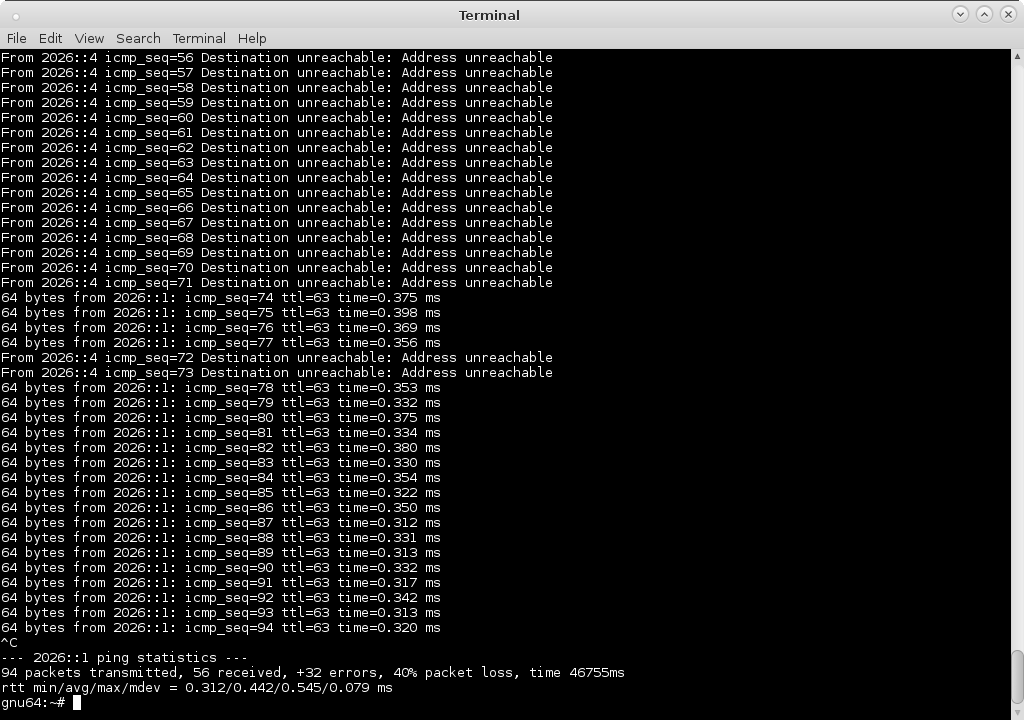 Terminal
File Edit View Search Terminal Help
From 2026::4 icmp_seq=56 Destination unreachable: Address unreachable
From 2026::4 icmp_seq=57 Destination unreachable: Address unreachable
From 2026::4 icmp_seq=58 Destination unreachable: Address unreachable
From 2026::4 icmp_seq=59 Destination unreachable: Address unreachable
From 2026::4 icmp_seq=60 Destination unreachable: Address unreachable
From 2026::4 icmp_seq=61 Destination unreachable: Address unreachable
From 2026::4 icmp_seq=62 Destination unreachable: Address unreachable
From 2026::4 icmp_seq=63 Destination unreachable: Address unreachable
From 2026::4 icmp_seq=64 Destination unreachable: Address unreachable
From 2026::4 icmp_seq=65 Destination unreachable: Address unreachable
From 2026::4 icmp_seq=66 Destination unreachable: Address unreachable
From 2026::4 icmp_seq=67 Destination unreachable: Address unreachable
From 2026::4 icmp_seq=68 Destination unreachable: Address unreachable
From 2026::4 icmp_seq=69 Destination unreachable: Address unreachable
From 2026::4 icmp_seq=70 Destination unreachable: Address unreachable
From 2026::4 icmp_seq=71 Destination unreachable: Address unreachable
64 bytes from 2026::1: icmp_seq=74 ttl=63 time=0.375 ms
64 bytes from 2026::1: icmp_seq=75 ttl=63 time=0.398 ms
64 bytes from 2026::1: icmp_seq=76 ttl=63 time=0.369 ms
64 bytes from 2026::1: icmp_seq=77 ttl=63 time=0.356 ms
From 2026::4 icmp_seq=72 Destination unreachable: Address unreachable
From 2026::4 icmp_seq=73 Destination unreachable: Address unreachable
64 bytes from 2026::1: icmp_seq=78 ttl=63 time=0.353 ms
64 bytes from 2026::1: icmp_seq=79 ttl=63 time=0.332 ms
64 bytes from 2026::1: icmp_seq=80 ttl=63 time=0.375 ms
64 bytes from 2026::1: icmp_seq=81 ttl=63 time=0.334 ms
64 bytes from 2026::1: icmp_seq=82 ttl=63 time=0.380 ms
64 bytes from 2026::1: icmp_seq=83 ttl=63 time=0.330 ms
64 bytes from 2026::1: icmp_seq=84 ttl=63 time=0.354 ms
64 bytes from 2026::1: icmp_seq=85 ttl=63 time=0.322 ms
64 bytes from 2026::1: icmp_seq=86 ttl=63 time=0.350 ms
64 bytes from 2026::1: icmp_seq=87 ttl=63 time=0.312 ms
64 bytes from 2026::1: icmp_seq=88 ttl=63 time=0.331 ms
64 bytes from 2026::1: icmp_seq=89 ttl=63 time=0.313 ms
64 bytes from 2026::1: icmp_seq=90 ttl=63 time=0.332 ms
64 bytes from 2026::1: icmp_seq=91 ttl=63 time=0.317 ms
64 bytes from 2026::1: icmp_seq=92 ttl=63 time=0.342 ms
64 bytes from 2026::1: icmp_seq=93 ttl=63 time=0.313 ms
64 bytes from 2026::1: icmp_seq=94 ttl=63 time=0.320 ms
^C
--- 2026::1 ping statistics ---
94 packets transmitted, 56 received, +32 errors, 40% packet loss, time 46755ms
rtt min/avg/max/mdev = 0.312/0.442/0.545/0.079 ms
gnu64:~#